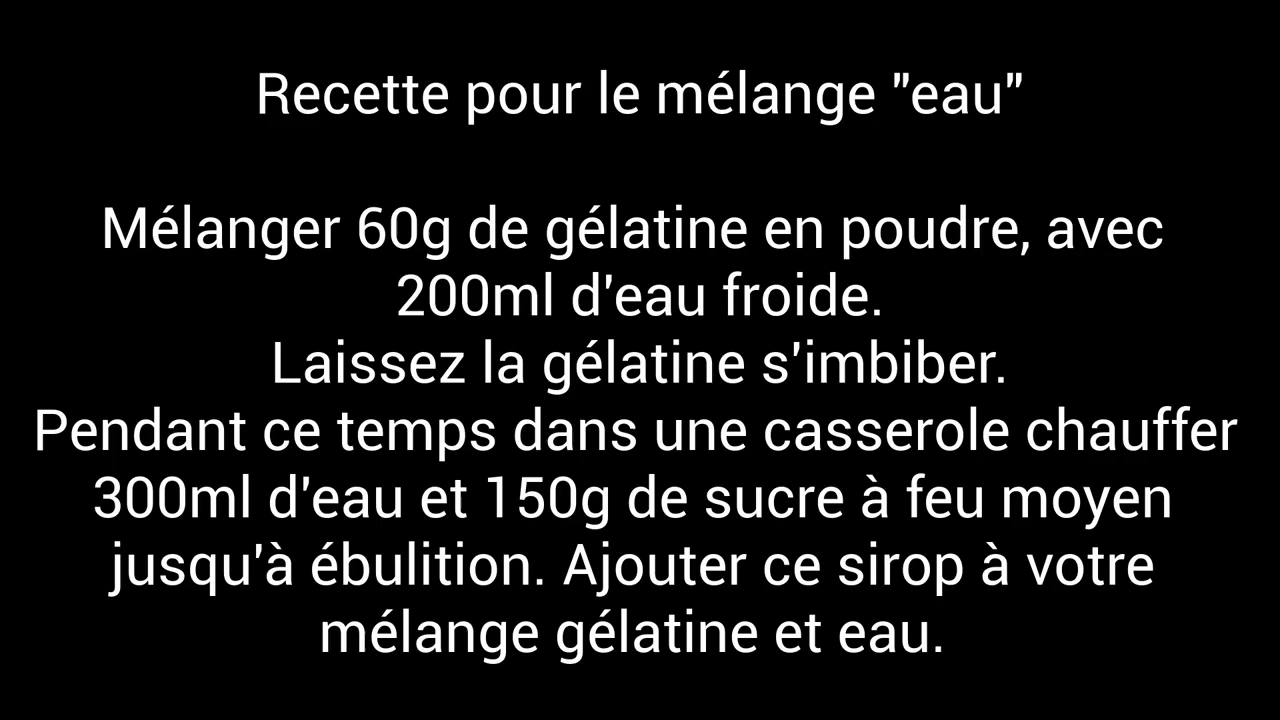 Recette pour le mélange "eau"
Mélanger 60g de gélatine en poudre, avec
200ml d'eau froide.
Laissez la gélatine s'imbiber.
Pendant ce temps dans une casserole chauffer
300ml d'eau et 150g de sucre à feu moyen
jusqu'à ébulition. Ajouter ce sirop à votre
mélange gélatine et eau.